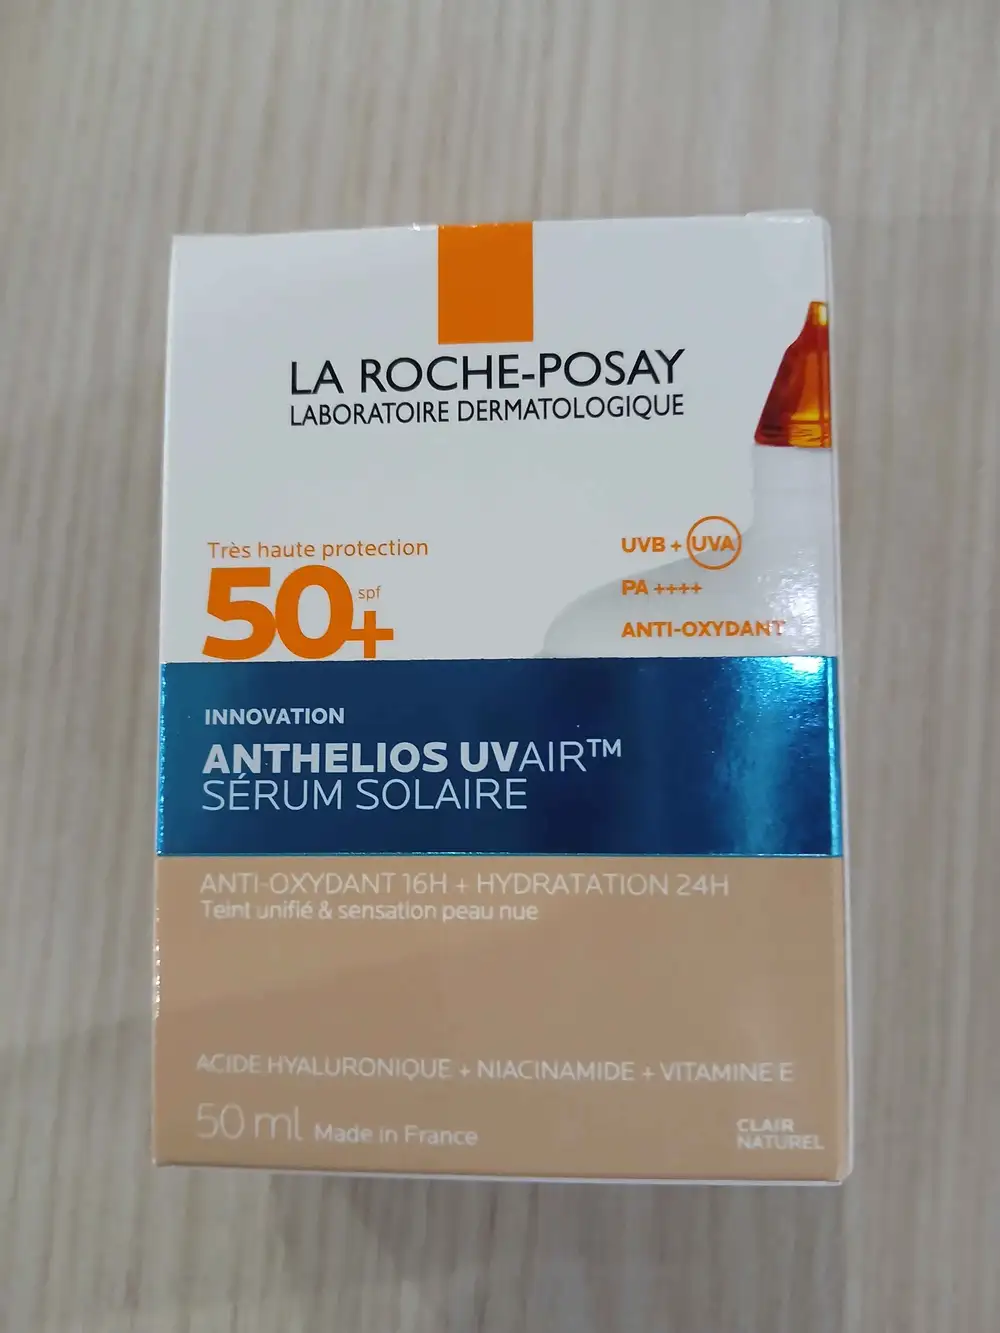 LA ROCHE-POSAY
LABORATOIRE DERMATOLOGIQUE
Très haute protection
50+ spf
UVB + UVA
PA ++++
ANTI-OXYDANT
INNOVATION
ANTHELIOS UVAIR™
SÉRUM SOLAIRE
ANTI-OXYDANT 16H + HYDRATATION 24H
Teint unifié & sensation peau nue
ACIDE HYALURONIQUE + NIACINAMIDE + VITAMINE E
50 ml Made in France
CLAIR
NATUREL